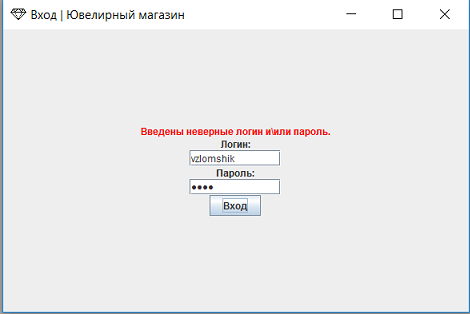 Вход | Ювелирный магазин
Введены неверные логин и\или пароль.
Логин:
vzlomshik
Пароль:
••••
Вход